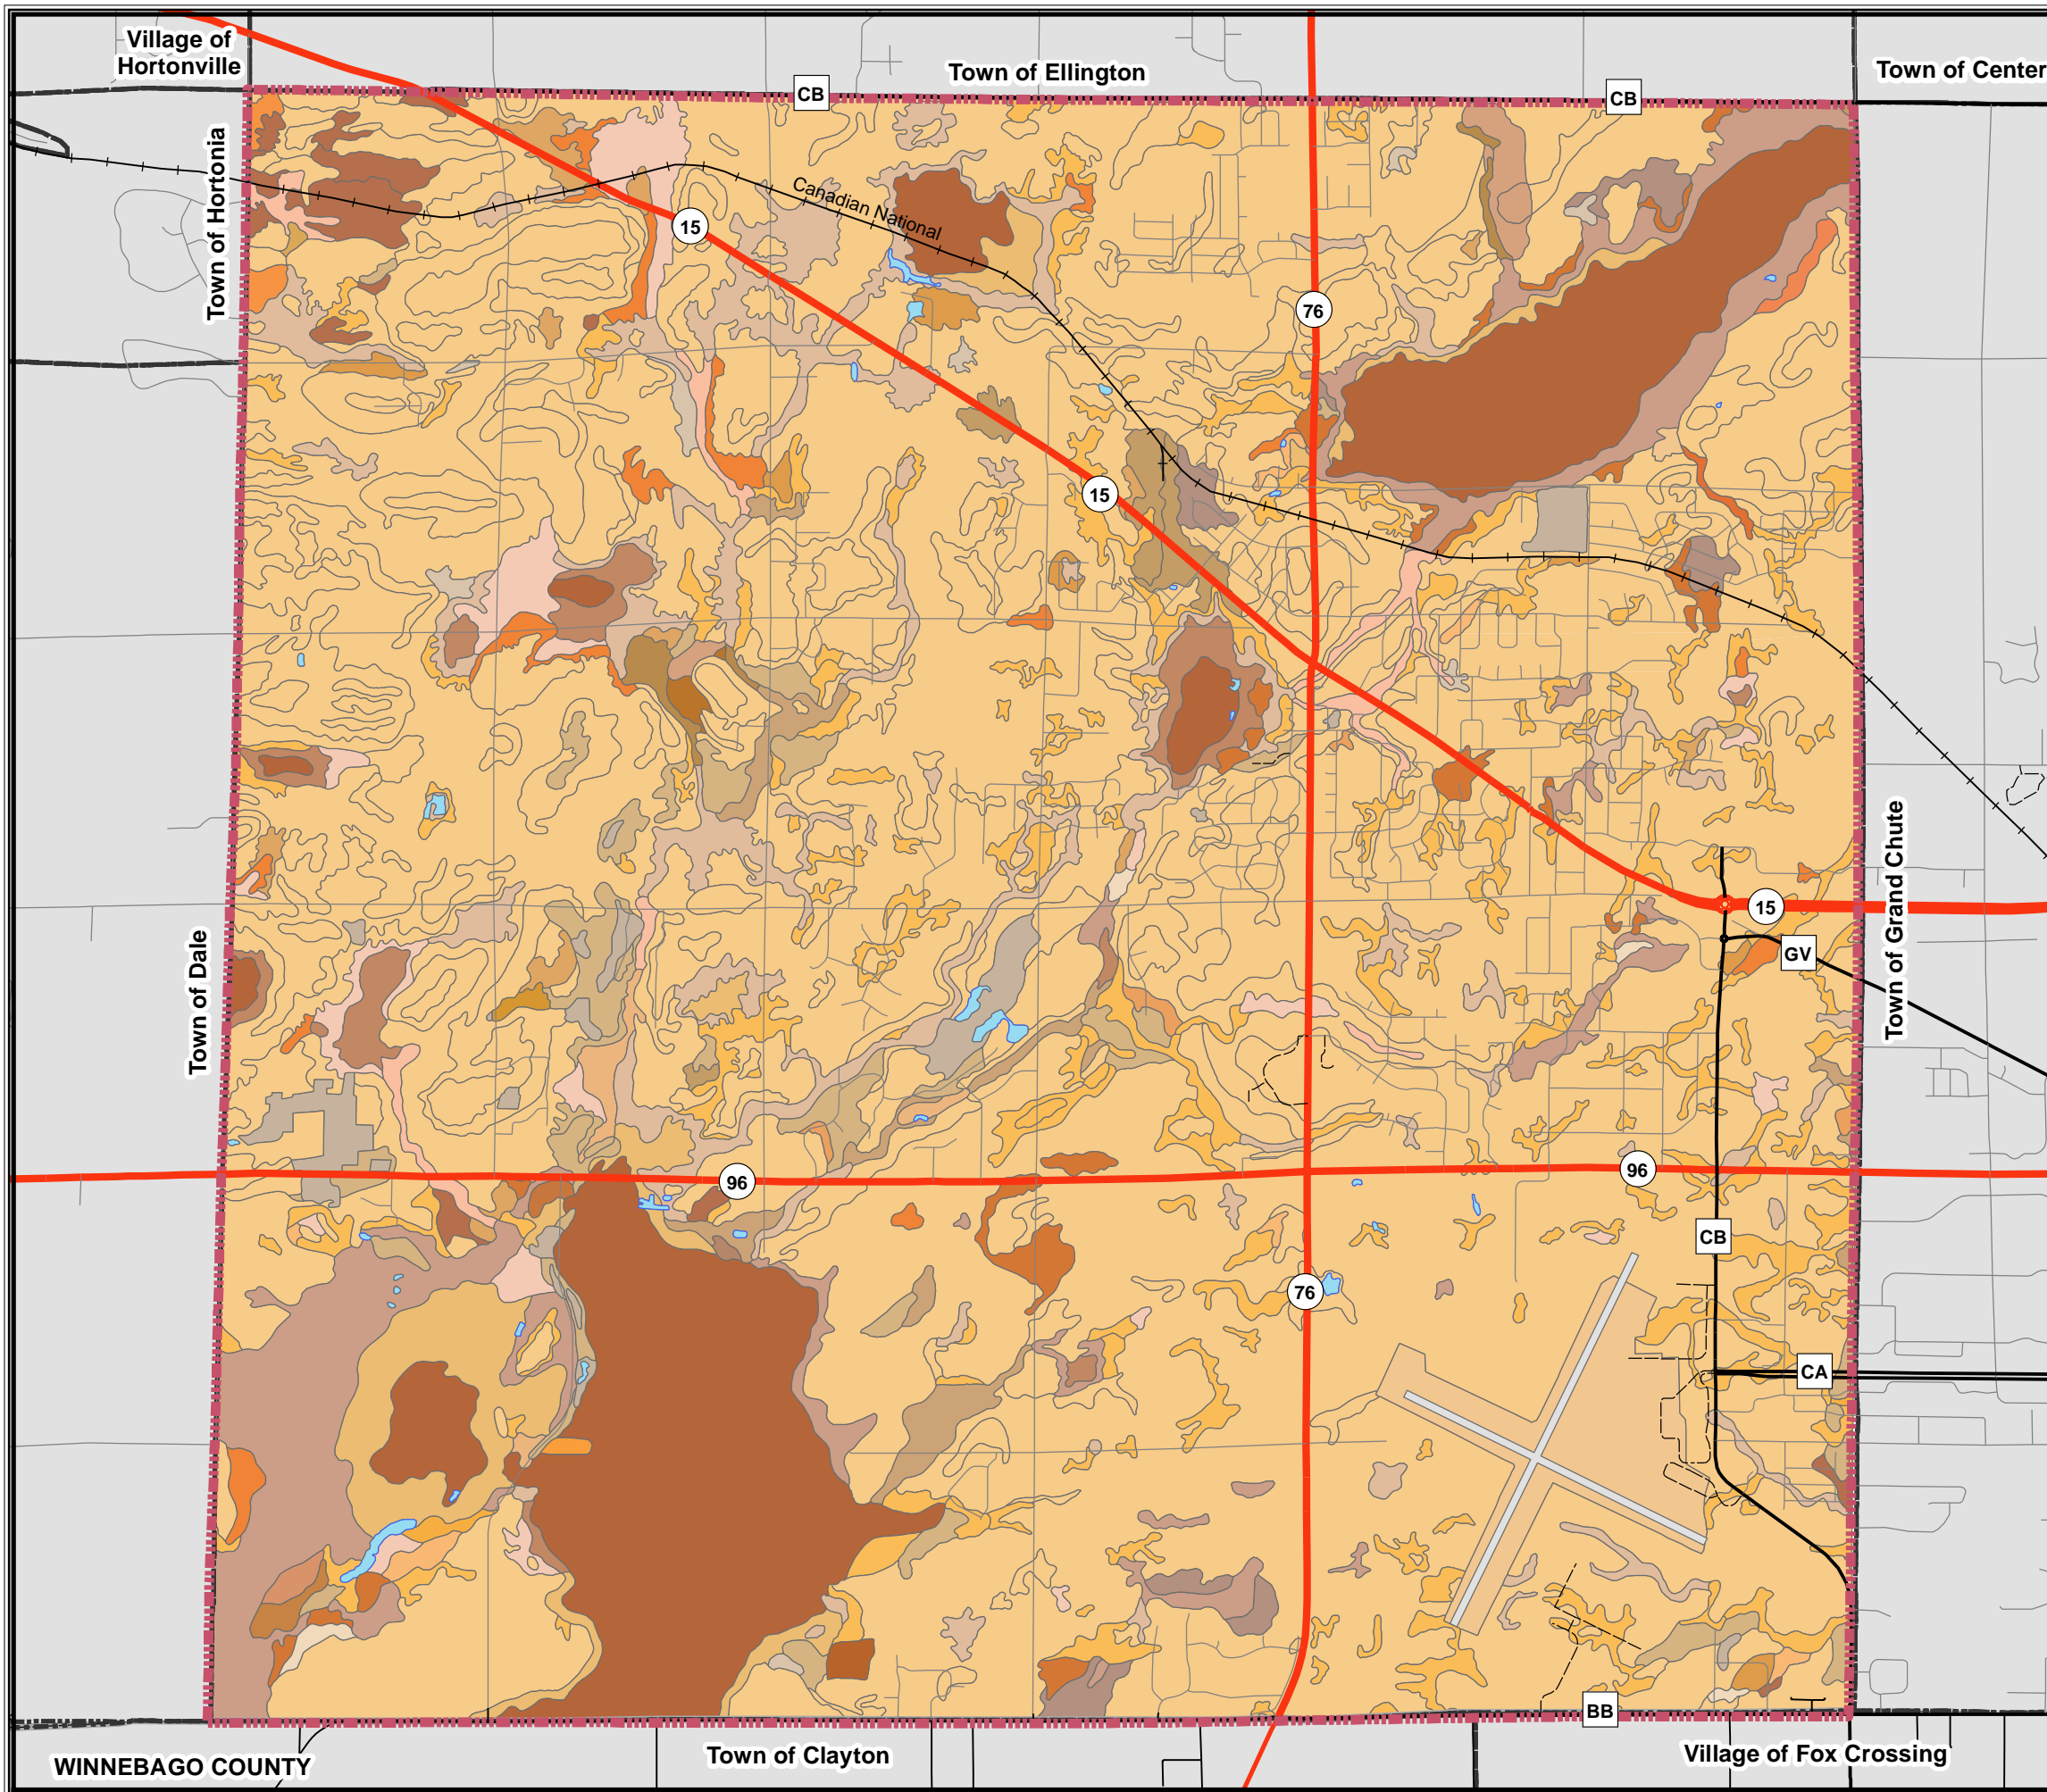 Village of
Hortonville
Town of Ellington
Town of Center
CB
CB
Town of Hortonia
Canadian National
15
76
15
Town of Dale
Town of Grand Chute
15
GV
96
96
CB
76
CA
BB
WINNEBAGO COUNTY
Town of Clayton
Village of Fox Crossing